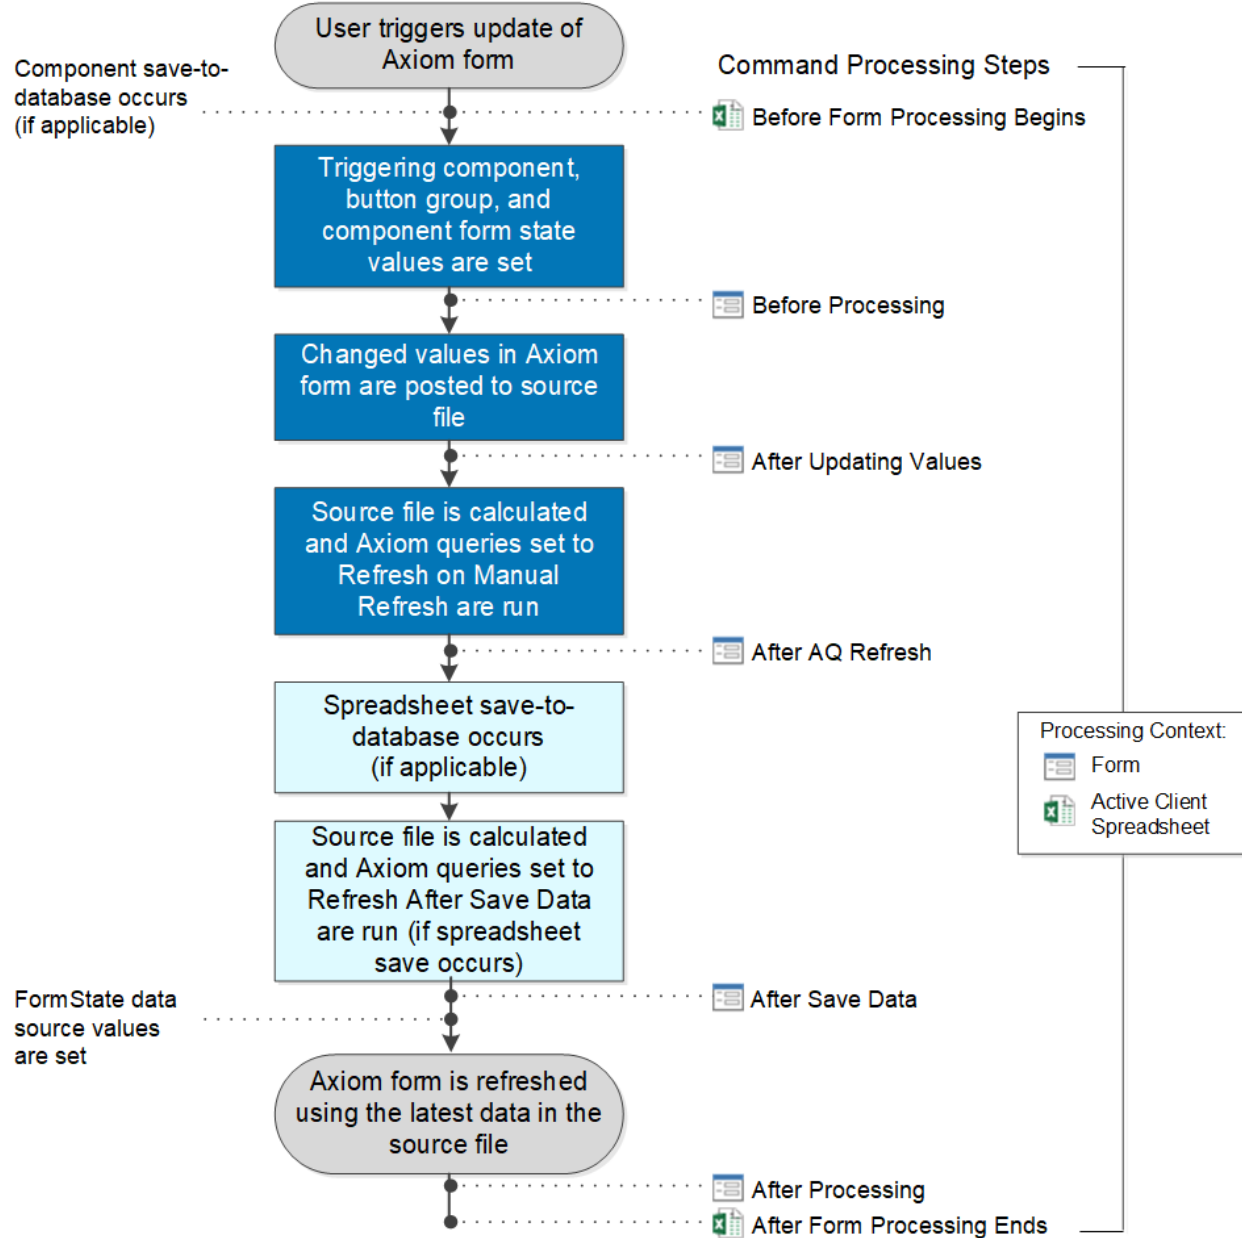 User triggers update of
Axiom form
Component save-to-
database occurs
(if applicable)
Command Processing Steps
Before Form Processing Begins
Triggering component,
button group, and
component form state
values are set
Before Processing
Changed values in Axiom
form are posted to source
file
After Updating Values
Source file is calculated
and Axiom queries set to
Refresh on Manual
Refresh are run
After AQ Refresh
Spreadsheet save-to-
database occurs
(if applicable)
Processing Context:
Form
Active Client
Spreadsheet
Source file is calculated
and Axiom queries set to
Refresh After Save Data
are run (if spreadsheet
save occurs)
After Save Data
FormState data
source values
are set
Axiom form is refreshed
using the latest data in the
source file
After Processing
After Form Processing Ends